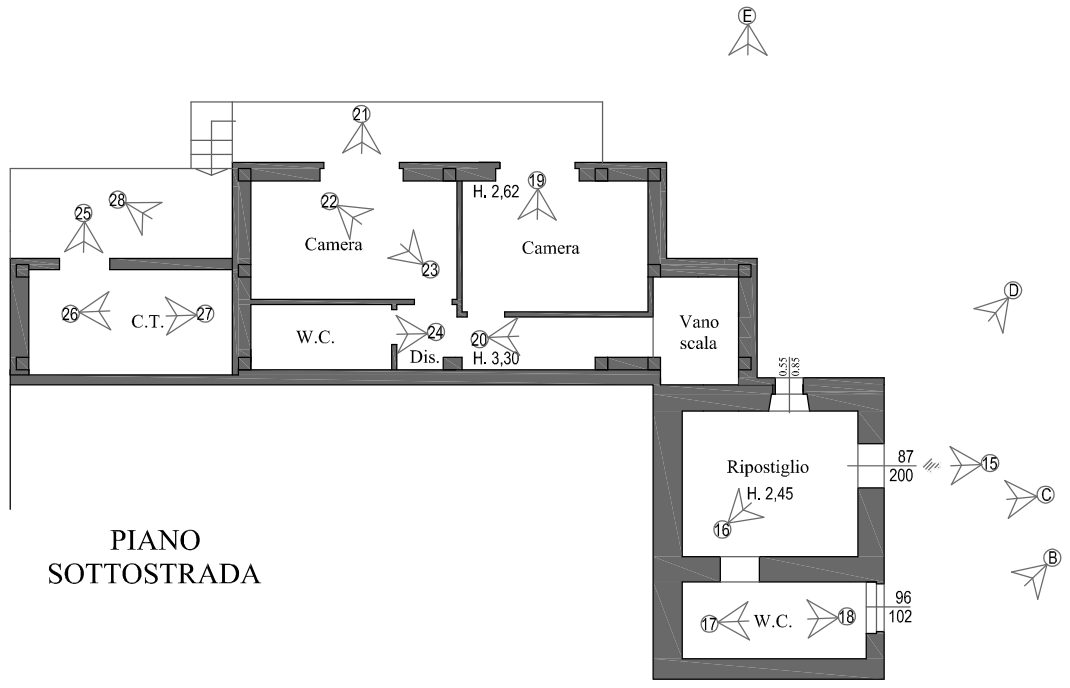 E
21
28
22
H. 2,62
19
25
Camera
Camera
23
D
26
C.T.
27
W.C.
24
20
Vano
scala
Dis.
H. 3,30
0.55
0.85
87
200
15
Ripostiglio
H. 2,45
C
16
PIANO
SOTTOSTRADA
B
96
102
17
W.C.
18